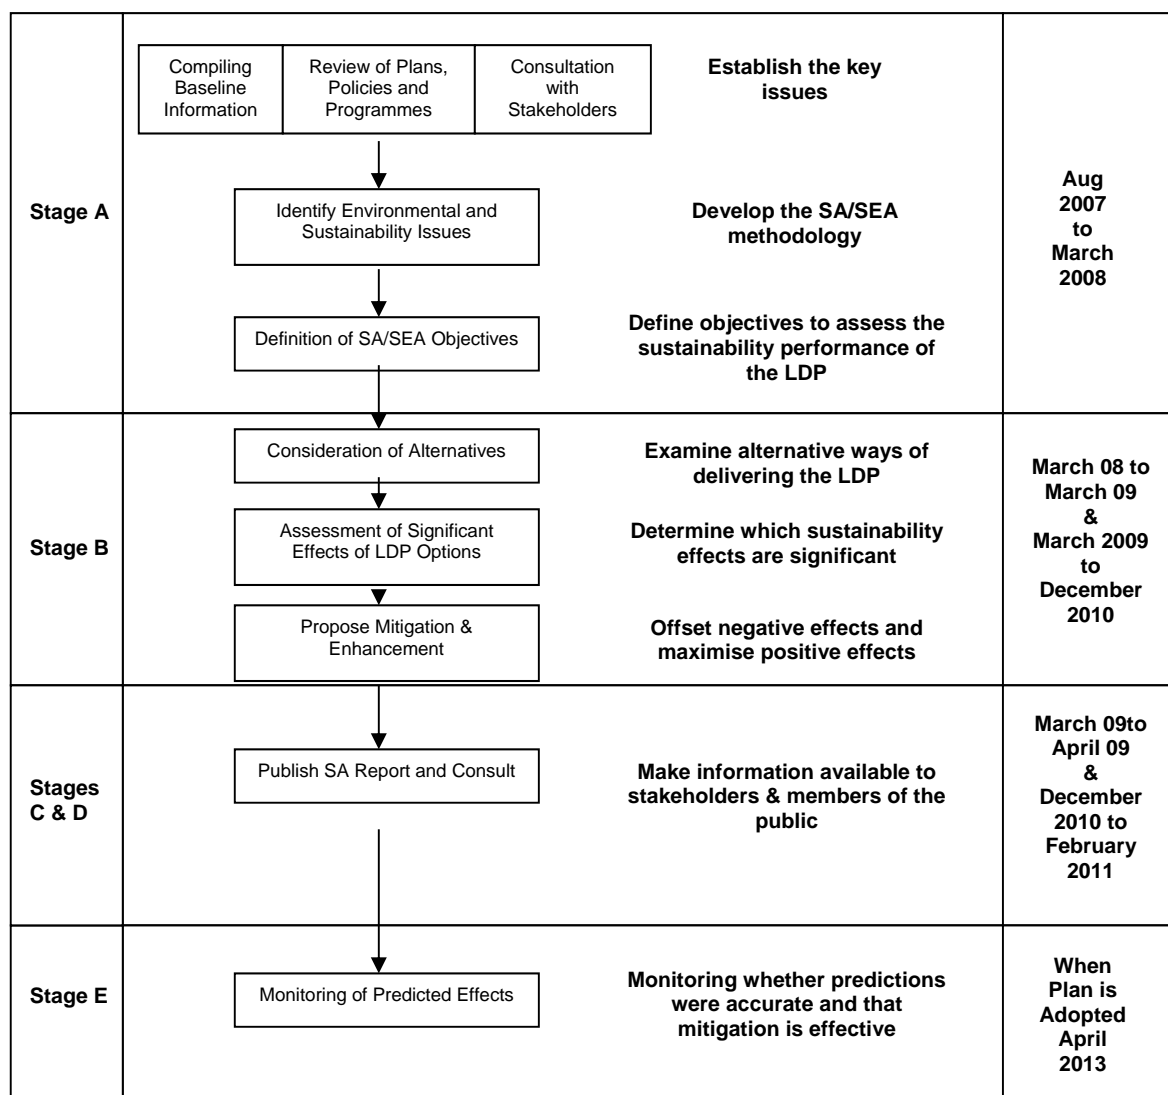 Compiling
Baseline
Information
Review of Plans,
Policies and
Programmes
Consultation
with
Stakeholders
Establish the key
issues
Stage A
Identify Environmental and
Sustainability Issues
Develop the SA/SEA
methodology
Aug
2007
to
March
2008
Definition of SA/SEA Objectives
Define objectives to assess the
sustainability performance of
the LDP
Consideration of Alternatives
Examine alternative ways of
delivering the LDP
Stage B
Assessment of Significant
Effects of LDP Options
Determine which sustainability
effects are significant
March 08 to
March 09
&
March 2009
to
December
2010
Propose Mitigation &
Enhancement
Offset negative effects and
maximise positive effects
Stages
C & D
Publish SA Report and Consult
Make information available to
stakeholders & members of the
public
March 09to
April 09
&
December
2010 to
February
2011
Stage E
Monitoring of Predicted Effects
Monitoring whether predictions
were accurate and that
mitigation is effective
When
Plan is
Adopted
April
2013